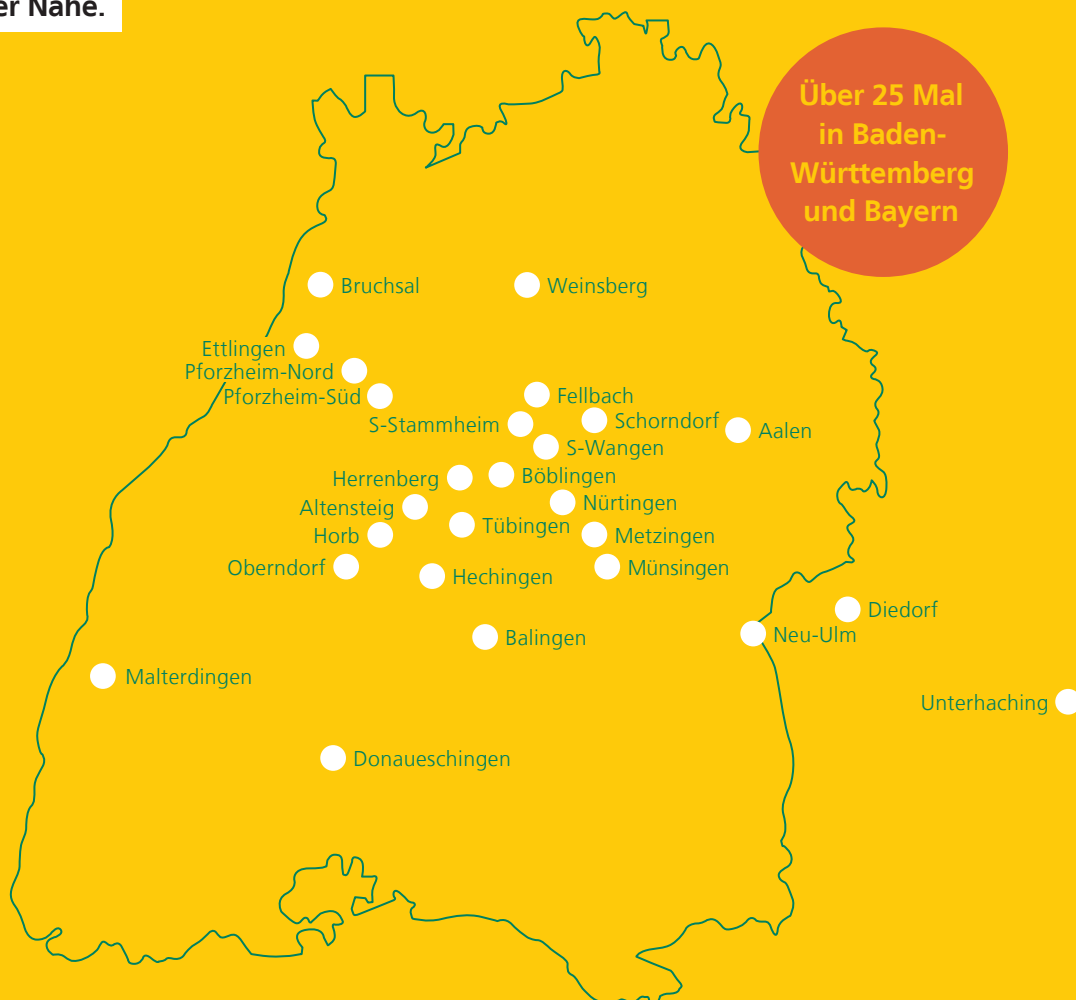 er Nähe.
Über 25 Mal
in Baden-
Württemberg
und Bayern
Bruchsal
Weinsberg
Ettlingen
Pforzheim-Nord
Pforzheim-Süd
Fellbach
S-Stammheim
Schorndorf
Aalen
S-Wangen
Herrenberg
Böblingen
Altensteig
Nürtingen
Horb
Tübingen
Metzingen
Oberndorf
Hechingen
Münsingen
Diedorf
Neu-Ulm
Balingen
Malterdingen
Unterhaching
Donaueschingen